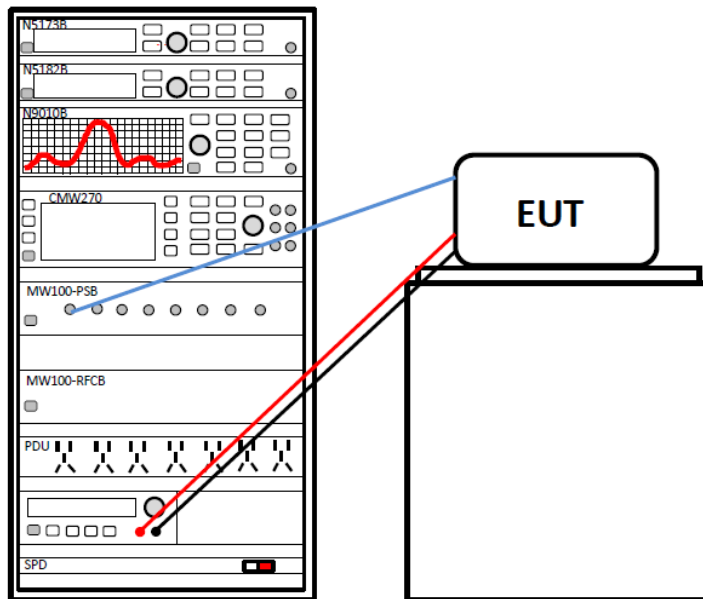 N5173B
N5182B
N9010B
CMW270
EUT
MW100-PSB
MW100-RFCB
PDU
SPD